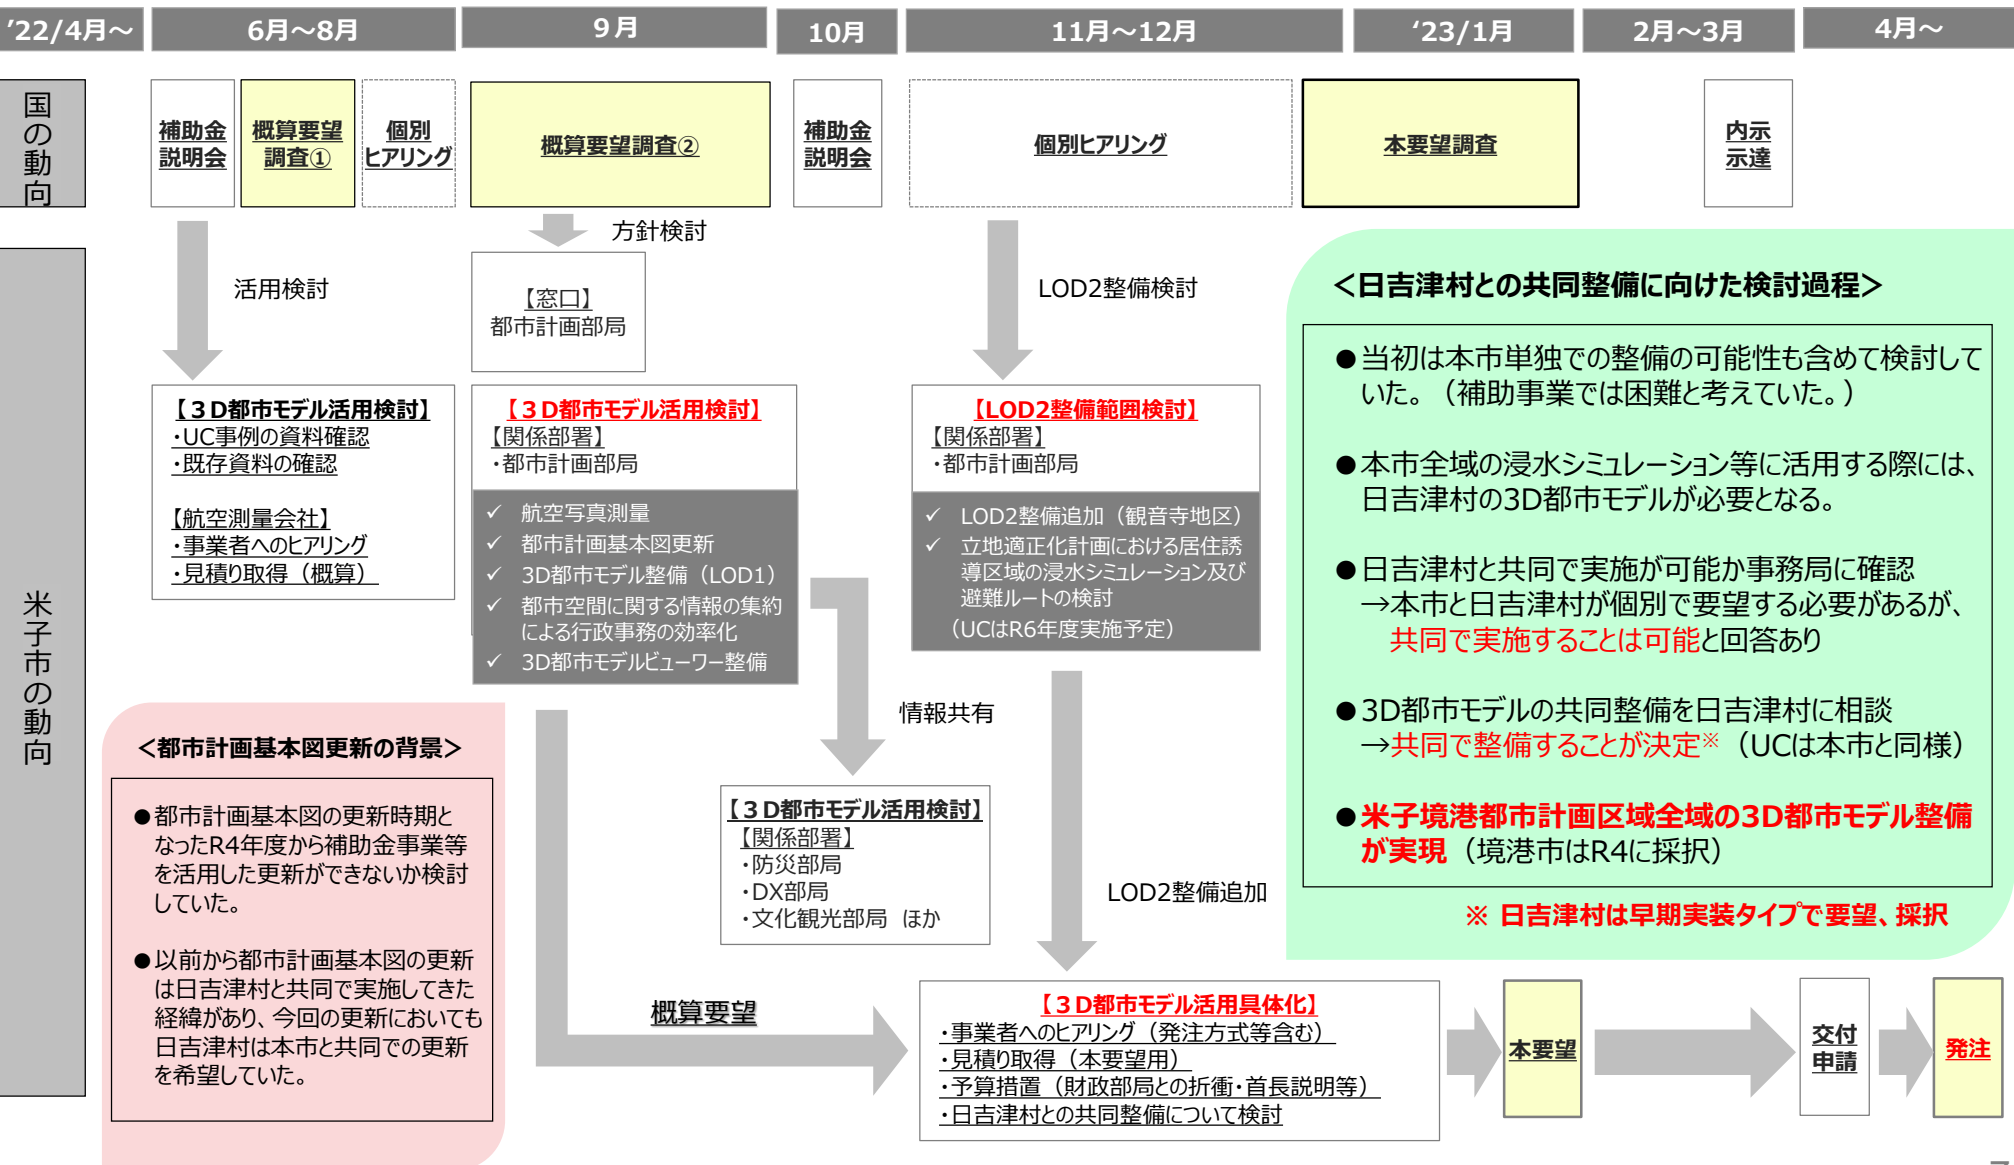 '22/4月～
6月～8月
９月
10月
11月～12月
‘23/1月
2月～3月
4月～
国の動向
補助金
説明会
概算要望
調査①
個別
ヒアリング
概算要望調査②
補助金
説明会
個別ヒアリング
本要望調査
内示
示達
米子市の動向
活用検討
方針検討
LOD2整備検討
【窓口】
都市計画部局
【３D都市モデル活用検討】
・UC事例の資料確認
・既存資料の確認
【航空測量会社】
・事業者へのヒアリング
・見積り取得（概算）
【３D都市モデル活用検討】
【関係部署】
・都市計画部局
✓ 航空写真測量
✓ 都市計画基本図更新
✓ 3D都市モデル整備（LOD1）
✓ 都市空間に関する情報の集約
による行政事務の効率化
✓ 3D都市モデルビューワー整備
【LOD2整備範囲検討】
【関係部署】
・都市計画部局
✓ LOD2整備追加（観音寺地区）
✓ 立地適正化計画における居住誘
導区域の浸水シミュレーション及び
避難ルートの検討
（UCはR6年度実施予定）
情報共有
【３D都市モデル活用検討】
【関係部署】
・防災部局
・DX部局
・文化観光部局 ほか
LOD2整備追加
概算要望
【３D都市モデル活用具体化】
・事業者へのヒアリング（発注方式等含む）
・見積り取得（本要望用）
・予算措置（財政部局との折衝・首長説明等）
・日吉津村との共同整備について検討
本要望
交付
申請
発注
＜都市計画基本図更新の背景＞
●都市計画基本図の更新時期と
なったR4年度から補助金事業等
を活用した更新ができないか検討
していた。
●以前から都市計画基本図の更新
は日吉津村と共同で実施してきた
経緯があり、今回の更新においても
日吉津村は本市と共同での更新
を希望していた。
＜日吉津村との共同整備に向けた検討過程＞
●当初は本市単独での整備の可能性も含めて検討して
いた。（補助事業では困難と考えていた。）
●本市全域の浸水シミュレーション等に活用する際には、
日吉津村の3D都市モデルが必要となる。
●日吉津村と共同で実施が可能か事務局に確認
→本市と日吉津村が個別で要望する必要があるが、
共同で実施することは可能と回答あり
●3D都市モデルの共同整備を日吉津村に相談
→共同で整備することが決定※（UCは本市と同様）
●米子境港都市計画区域全域の3D都市モデル整備
が実現（境港市はR4に採択）
※ 日吉津村は早期実装タイプで要望、採択